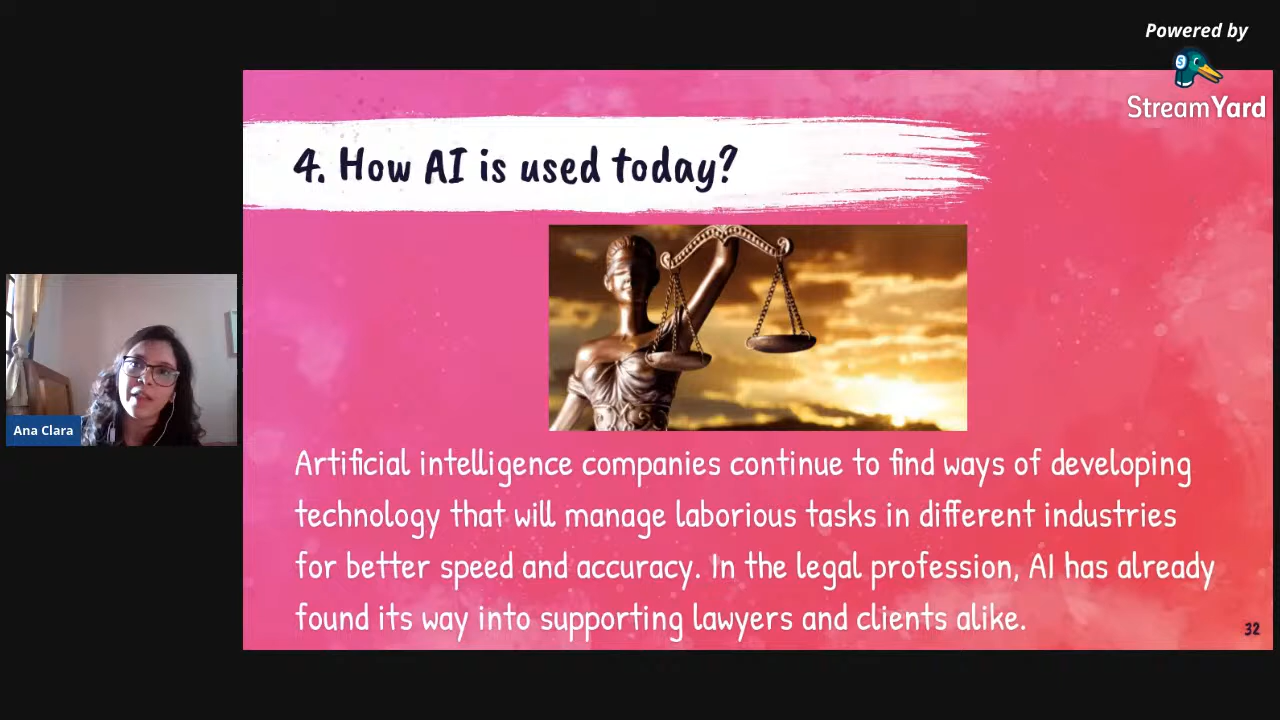 Powered by
StreamYard
4. How AI is used today?
Ana Clara
Artificial intelligence companies continue to find ways of developing
technology that will manage laborious tasks in different industries
for better speed and accuracy. In the legal profession, AI has already
found its way into supporting lawyers and clients alike.
32